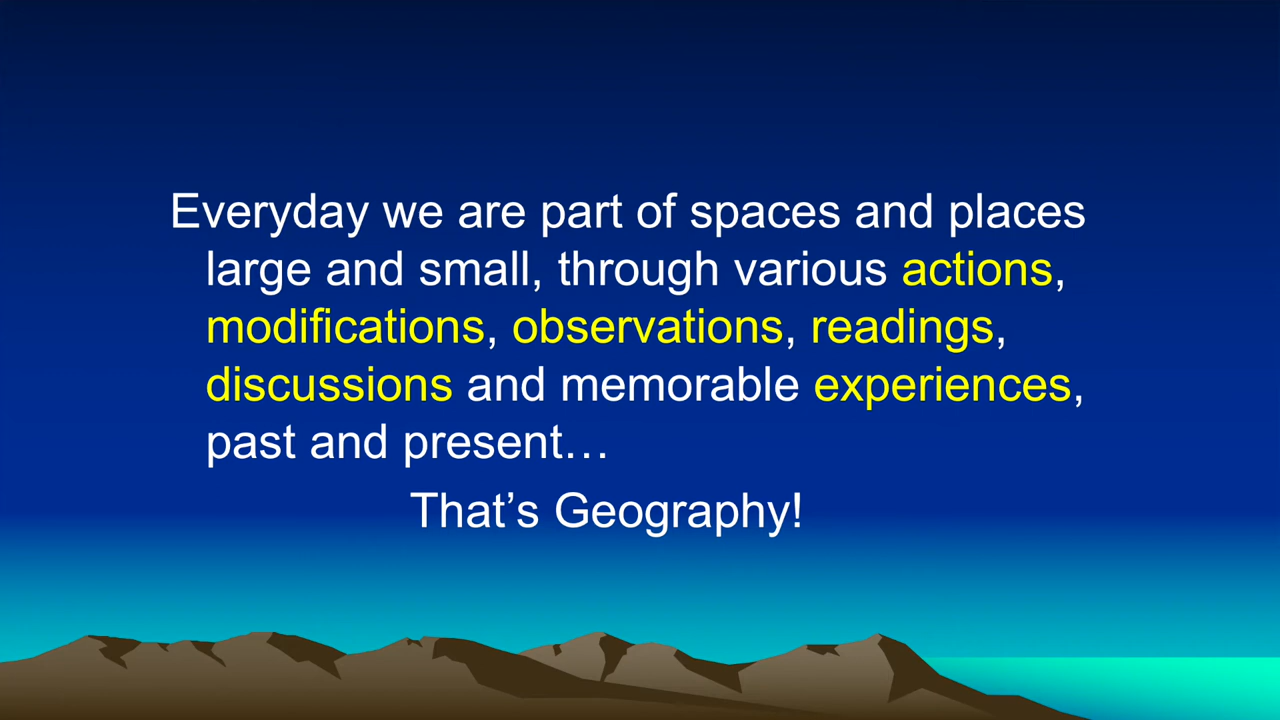 Everyday we are part of spaces and places
large and small, through various actions,
modifications, observations, readings,
discussions and memorable experiences,
past and present…
That’s Geography!